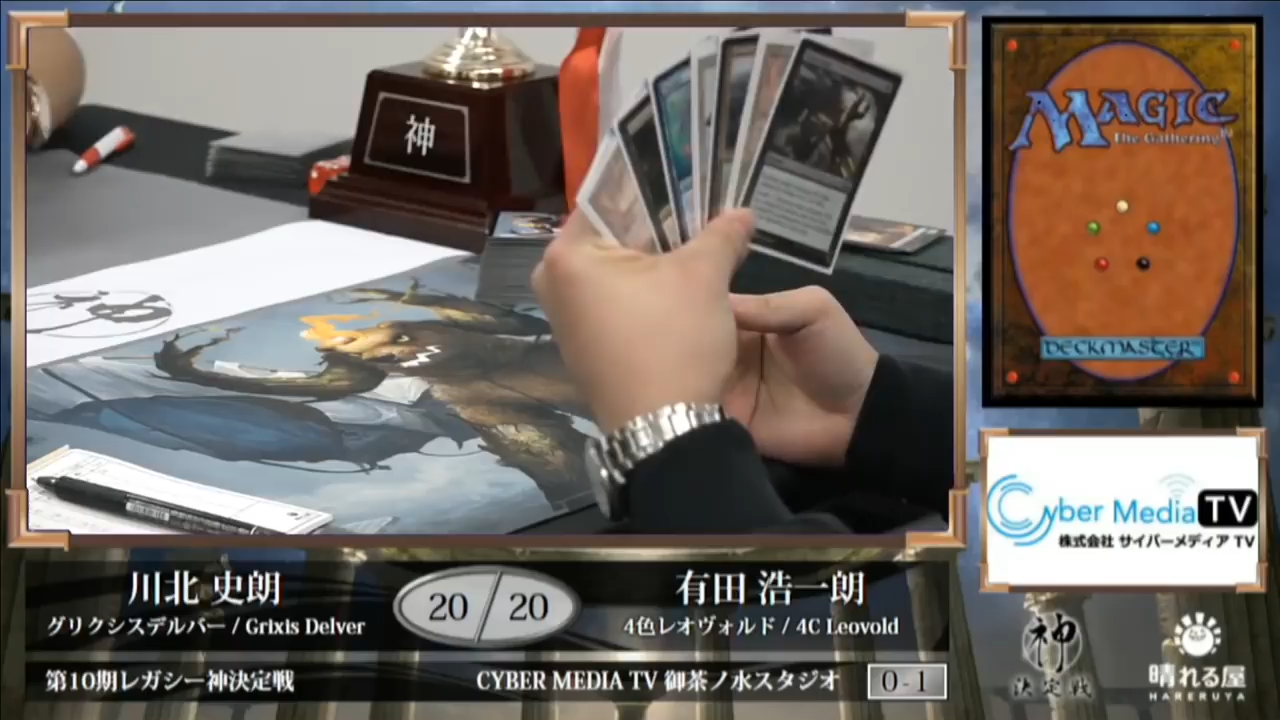 神
MAGIC
The Gathering
DECKMASTER
Cyber Media TV
株式会社 サイバーメディア TV
川北 史朗
グリクシスデルバー / Grixis Delver
20 / 20
有田 浩一朗
4色レオヴォルド / 4C Leovold
第10期レガシー神決定戦
CYBER MEDIA TV 御茶ノ水スタジオ
0 - 1
神
決定戦
晴れる屋
HARERUYA